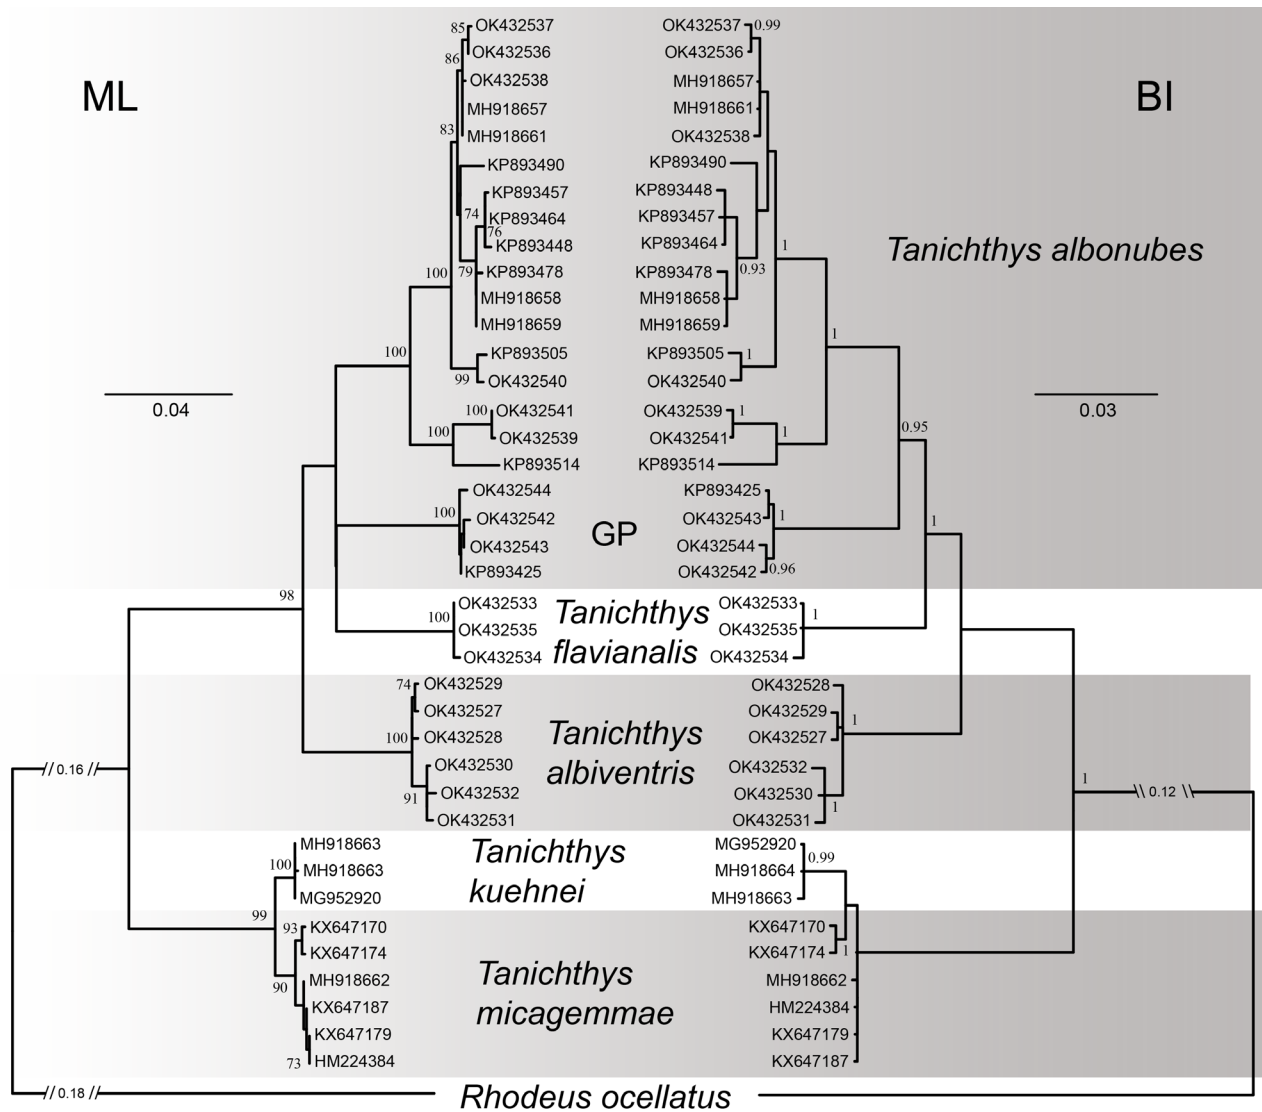 ML
BI
85
OK432537
OK432536
86
OK432538
MH918657
83
MH918661
KP893490
KP893457
74
KP893464
76
KP893448
79
KP893478
100
MH918658
MH918659
100
KP893505
99
OK432540
100
OK432541
OK432539
100
KP893514
0.04
OK432544
100
OK432542
OK432543
KP893425
GP
98
OK432533
100
OK432535
OK432534
Tanichthys
flavianalis
74
OK432529
OK432527
100
OK432528
OK432530
91
OK432532
OK432531
Tanichthys
albiventris
// 0.16 //
MH918663
100
MH918663
MG952920
Tanichthys
kuehnei
99
93
KX647170
KX647174
90
MH918662
KX647187
KX647179
73
HM224384
Tanichthys
micagemmae
// 0.18 //
Rhodeus ocellatus
OK432537
0.99
OK432536
MH918657
MH918661
OK432538
KP893490
KP893448
KP893457
KP893464
0.93
KP893478
MH918658
MH918659
1
KP893505
1
OK432540
1
OK432539
1
OK432541
1
KP893514
Tanichthys albonubes
0.03
0.95
KP893425
OK432543
1
OK432544
OK432542
0.96
1
OK432533
1
OK432535
OK432534
OK432528
OK432529
1
OK432527
OK432532
OK432530
1
OK432531
1
\\ 0.12 \\
MG952920
0.99
MH918664
MH918663
KX647170
KX647174
1
MH918662
HM224384
KX647179
KX647187